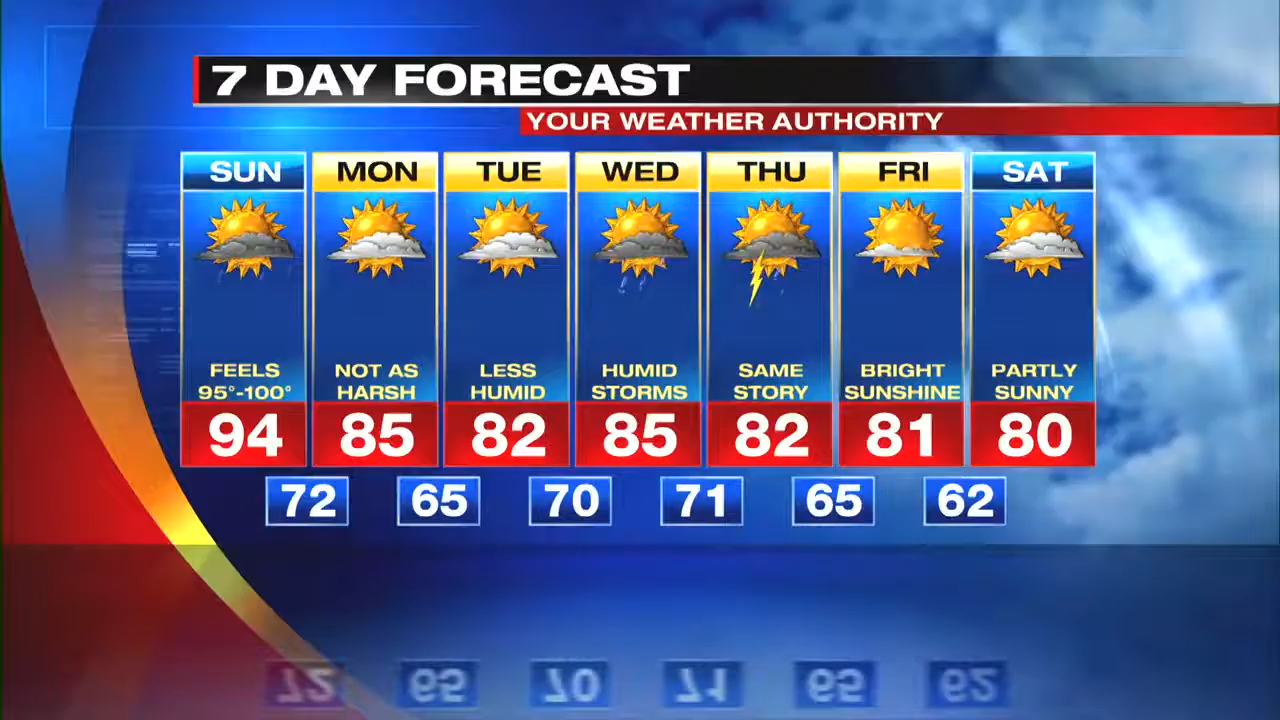 7 DAY FORECAST
YOUR WEATHER AUTHORITY
SUN MON TUE WED THU FRI SAT
FEELS NOT AS LESS HUMID SAME BRIGHT PARTLY
95°-100° HARSH HUMID STORMS STORY SUNSHINE SUNNY
94 85 82 85 82 81 80
72 65 70 71 65 62